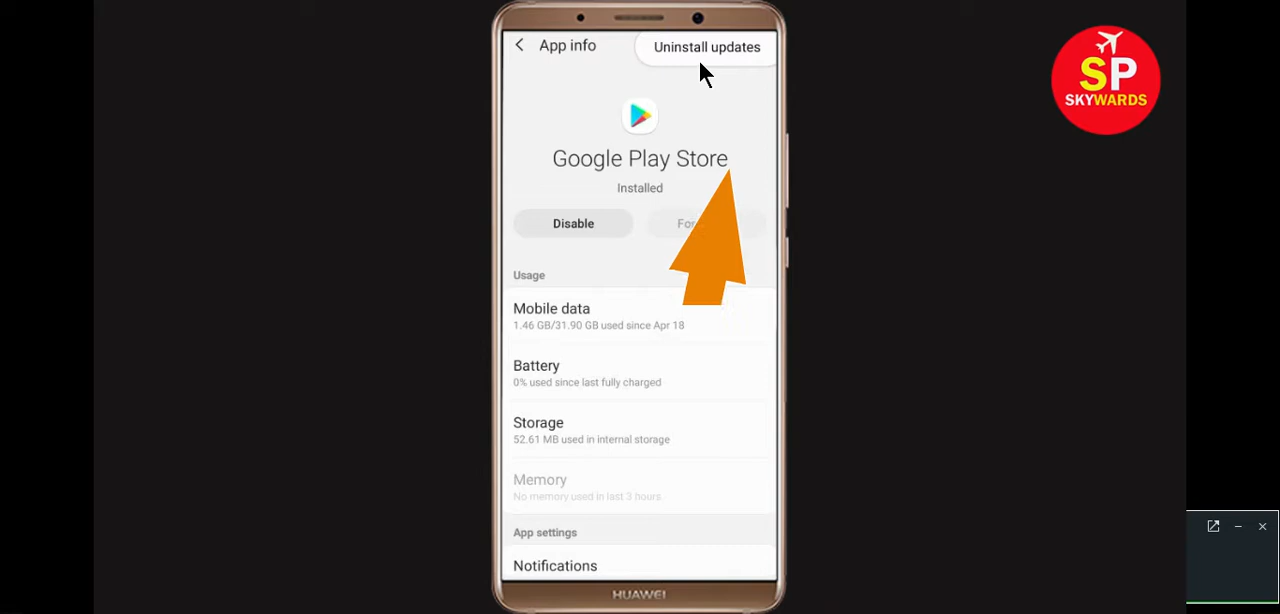 App info
Uninstall updates
SP
SKYWARDS
Google Play Store
Installed
Disable
Usage
Mobile data
1.46 GB/31.90 GB used since Apr 18
Battery
0% used since last fully charged
Storage
52.61 MB used in internal storage
Memory
No memory used in last 3 hours
App settings
Notifications
HUAWEI